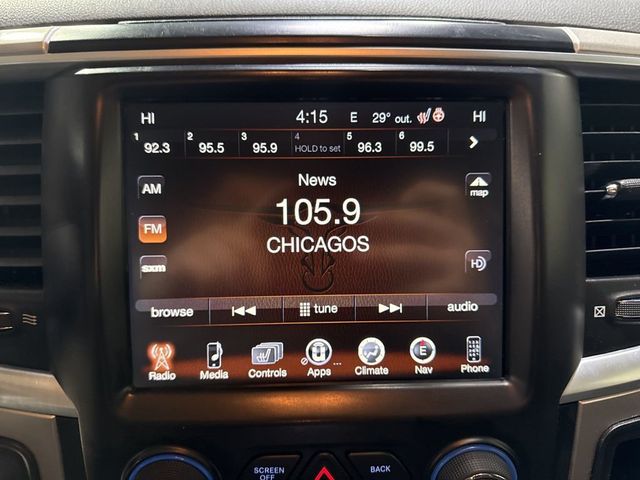 HI 4:15 E 29° out. HI
1 92.3 2 95.5 3 95.9 4 HOLD to set 5 96.3 6 99.5
News
AM
map
105.9
FM
CHICAGOS
sxm
HD
browse tune audio
Radio Media Controls Apps ... Climate Nav Phone
E
SCREEN OFF BACK